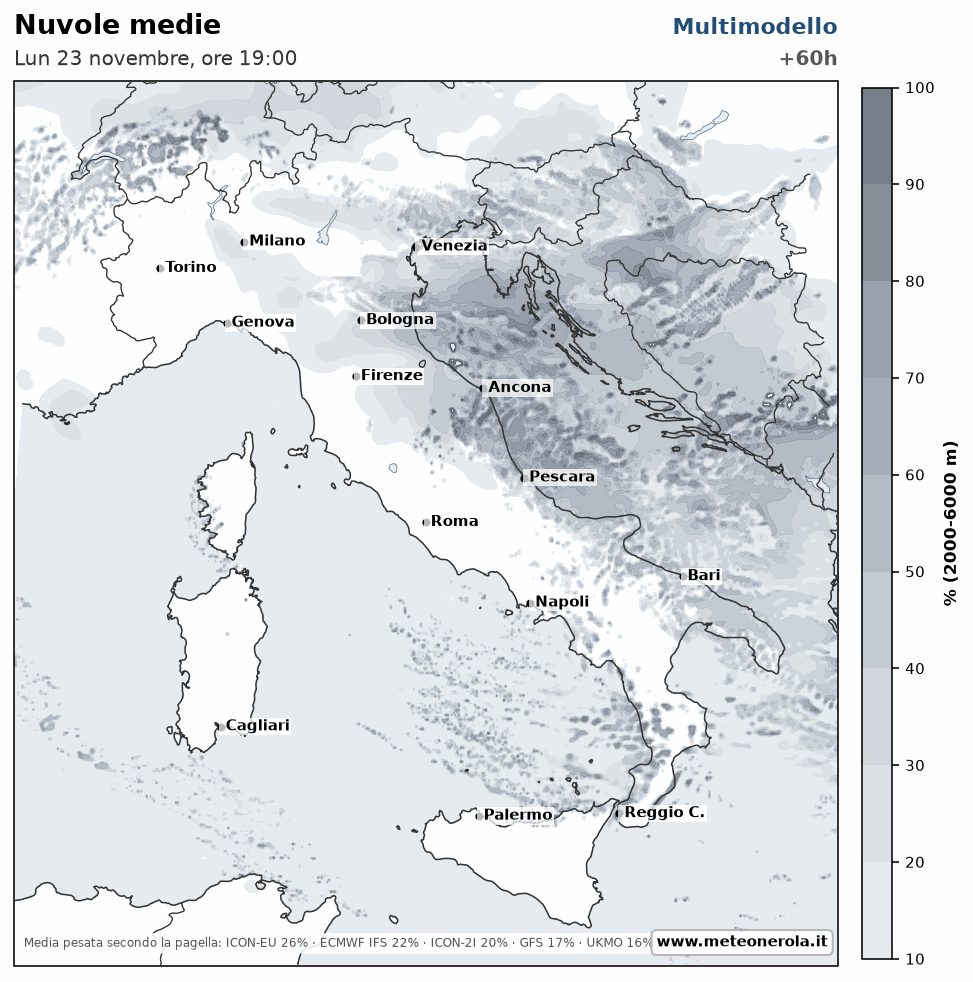 Nuvole medie
Multimodello
Lun 23 novembre, ore 19:00
+60h
100
90
80
70
60
50
40
30
20
10
% (2000-6000 m)
Milano
Venezia
Torino
Genova
Bologna
Firenze
Ancona
Pescara
Roma
Bari
Napoli
Cagliari
Palermo
Reggio C.
Media pesata secondo la pagella: ICON-EU 26% · ECMWF IFS 22% · ICON-2I 20% · GFS 17% · UKMO 16%
www.meteonerola.it